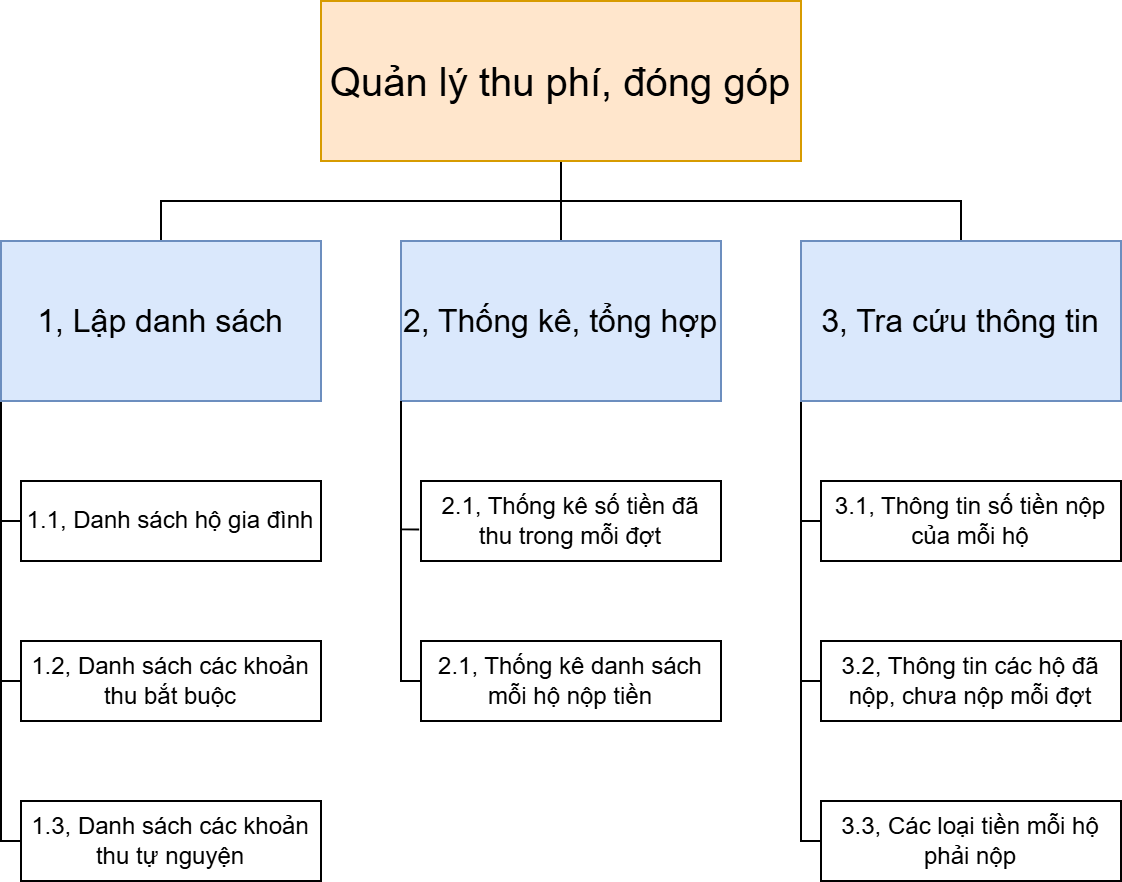 Quản lý thu phí, đóng góp
1, Lập danh sách
2, Thống kê, tổng hợp
3, Tra cứu thông tin
1.1, Danh sách hộ gia đình
2.1, Thống kê số tiền đã
thu trong mỗi đợt
3.1, Thông tin số tiền nộp
của mỗi hộ
1.2, Danh sách các khoản
thu bắt buộc
2.1, Thống kê danh sách
mỗi hộ nộp tiền
3.2, Thông tin các hộ đã
nộp, chưa nộp mỗi đợt
1.3, Danh sách các khoản
thu tự nguyện
3.3, Các loại tiền mỗi hộ
phải nộp